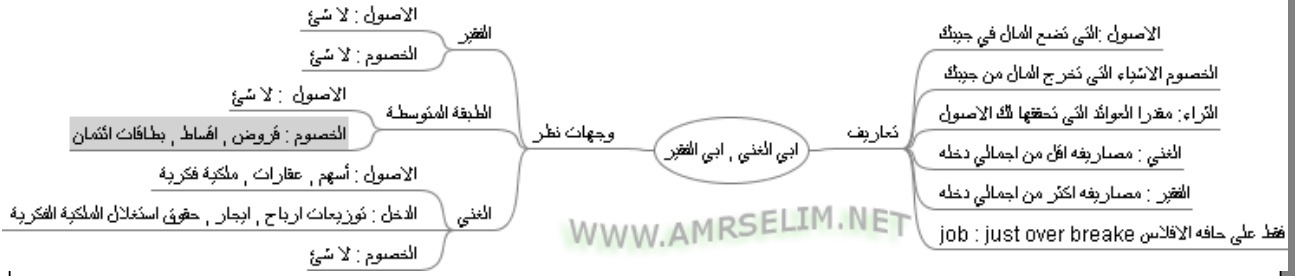 ابي الغني , ابي الفقير
تعاريف
الاصول :التى تضع المال في جيبك
الخصوم الاشياء التى تخرج المال من جيبك
الثراء: مقدرا العوائد التى تحققها لك الاصول
الغني : مصاريفه اقل من اجمالي دخله
الفقير : مصاريفه اكثر من اجمالي دخله
job : just over breake فقط على حافه الافلاس
وجهات نظر
الفقير
الاصول : لا شئ
الخصوم : لا شئ
الطبقة المتوسطة
الاصول : لا شئ
الخصوم : قروض , اقساط , بطاقات ائتمان
الغني
الاصول : أسهم , عقارات , ملكية فكرية
الدخل : توزيعات ارباح , ايجار , حقوق استغلال الملكية الفكرية
الخصوم : لا شئ
WWW.AMRSELIM.NET